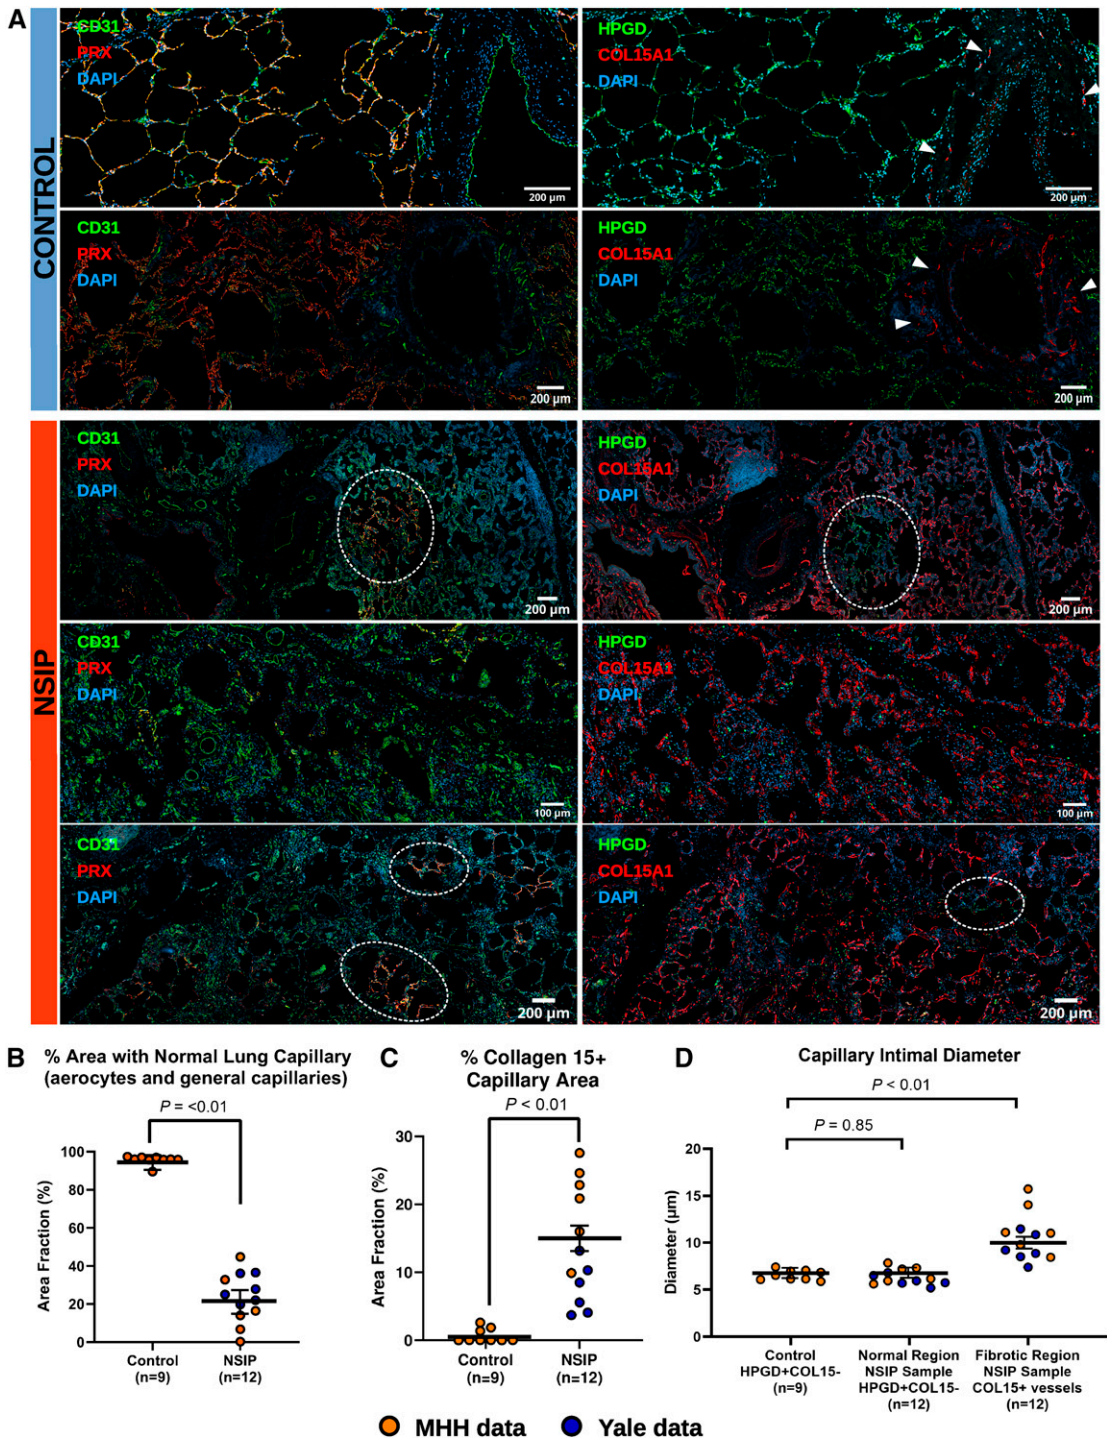 A
CONTROL
CD31
PRX
DAPI
200 µm
HPGD
COL15A1
DAPI
200 µm
CD31
PRX
DAPI
200 µm
HPGD
COL15A1
DAPI
200 µm
NSIP
CD31
PRX
DAPI
200 µm
HPGD
COL15A1
DAPI
200 µm
CD31
PRX
DAPI
100 µm
HPGD
COL15A1
DAPI
100 µm
CD31
PRX
DAPI
200 µm
HPGD
COL15A1
DAPI
200 µm
B
% Area with Normal Lung Capillary
(aerocytes and general capillaries)
P = <0.01
Area Fraction (%)
100
80
60
40
20
0
Control
(n=9)
NSIP
(n=12)
C
% Collagen 15+
Capillary Area
P < 0.01
Area Fraction (%)
30
20
10
0
Control
(n=9)
NSIP
(n=12)
D
Capillary Intimal Diameter
P < 0.01
P = 0.85
Diameter (µm)
20
15
10
5
0
Control
HPGD+COL15-
(n=9)
Normal Region
NSIP Sample
HPGD+COL15-
(n=12)
Fibrotic Region
NSIP Sample
COL15+ vessels
(n=12)
MHH data
Yale data